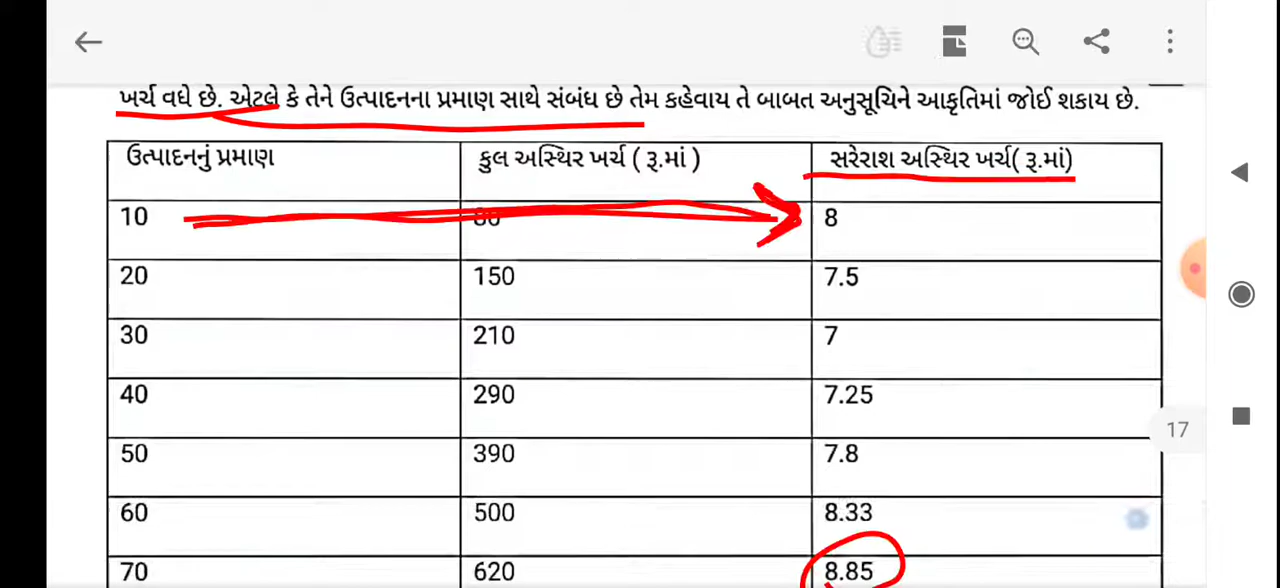 ખર્ચ વધે છે. એટલે કે તેને ઉત્પાદનના પ્રમાણ સાથે સંબંધ છે તેમ કહેવાય તે બાબત અનુસૂચિને આકૃતિમાં જોઈ શકાય છે.
ઉત્પાદનનું પ્રમાણ કુલ અસ્થિર ખર્ચ ( રૂ.માં ) સરેરાશ અસ્થિર ખર્ચ( રૂ.માં)
10 80 8
20 150 7.5
30 210 7
40 290 7.25
17
50 390 7.8
60 500 8.33
70 620 8.85